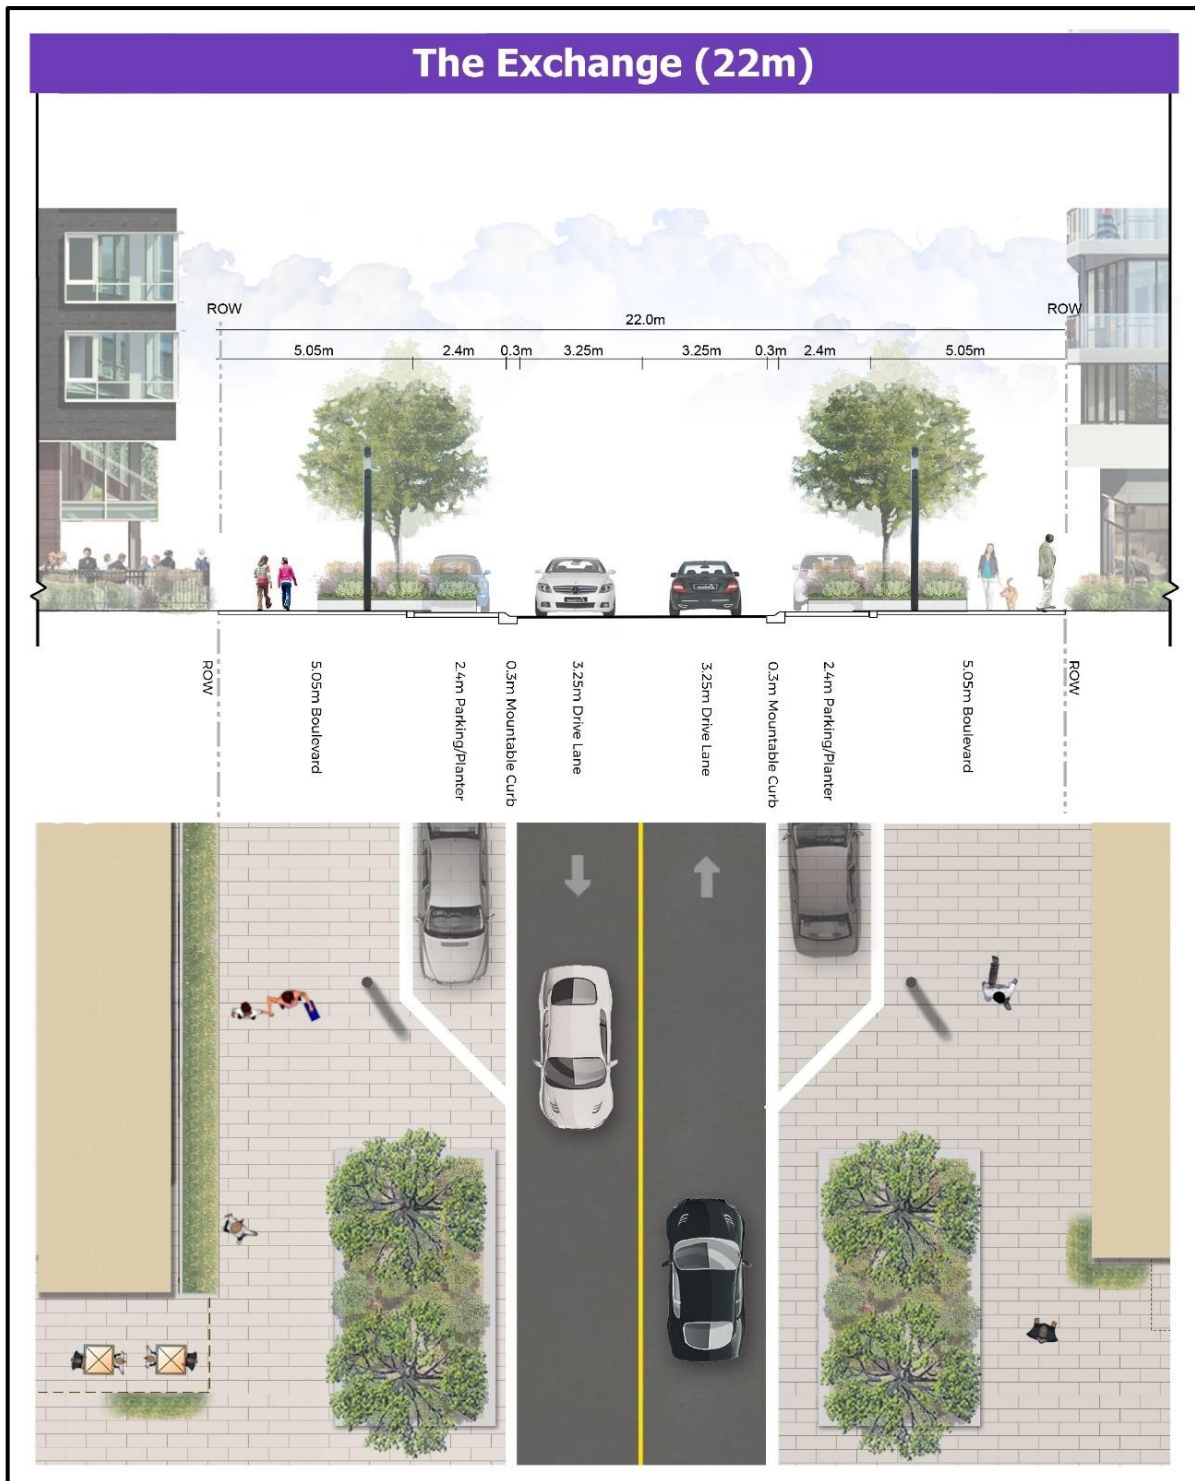 The Exchange (22m)
ROW
ROW
22.0m
5.05m
2.4m
0.3m
3.25m
3.25m
0.3m
2.4m
5.05m
ROW
5.05m Boulevard
2.4m Parking/Planter
0.3m Mountable Curb
3.25m Drive Lane
3.25m Drive Lane
0.3m Mountable Curb
2.4m Parking/Planter
5.05m Boulevard
ROW